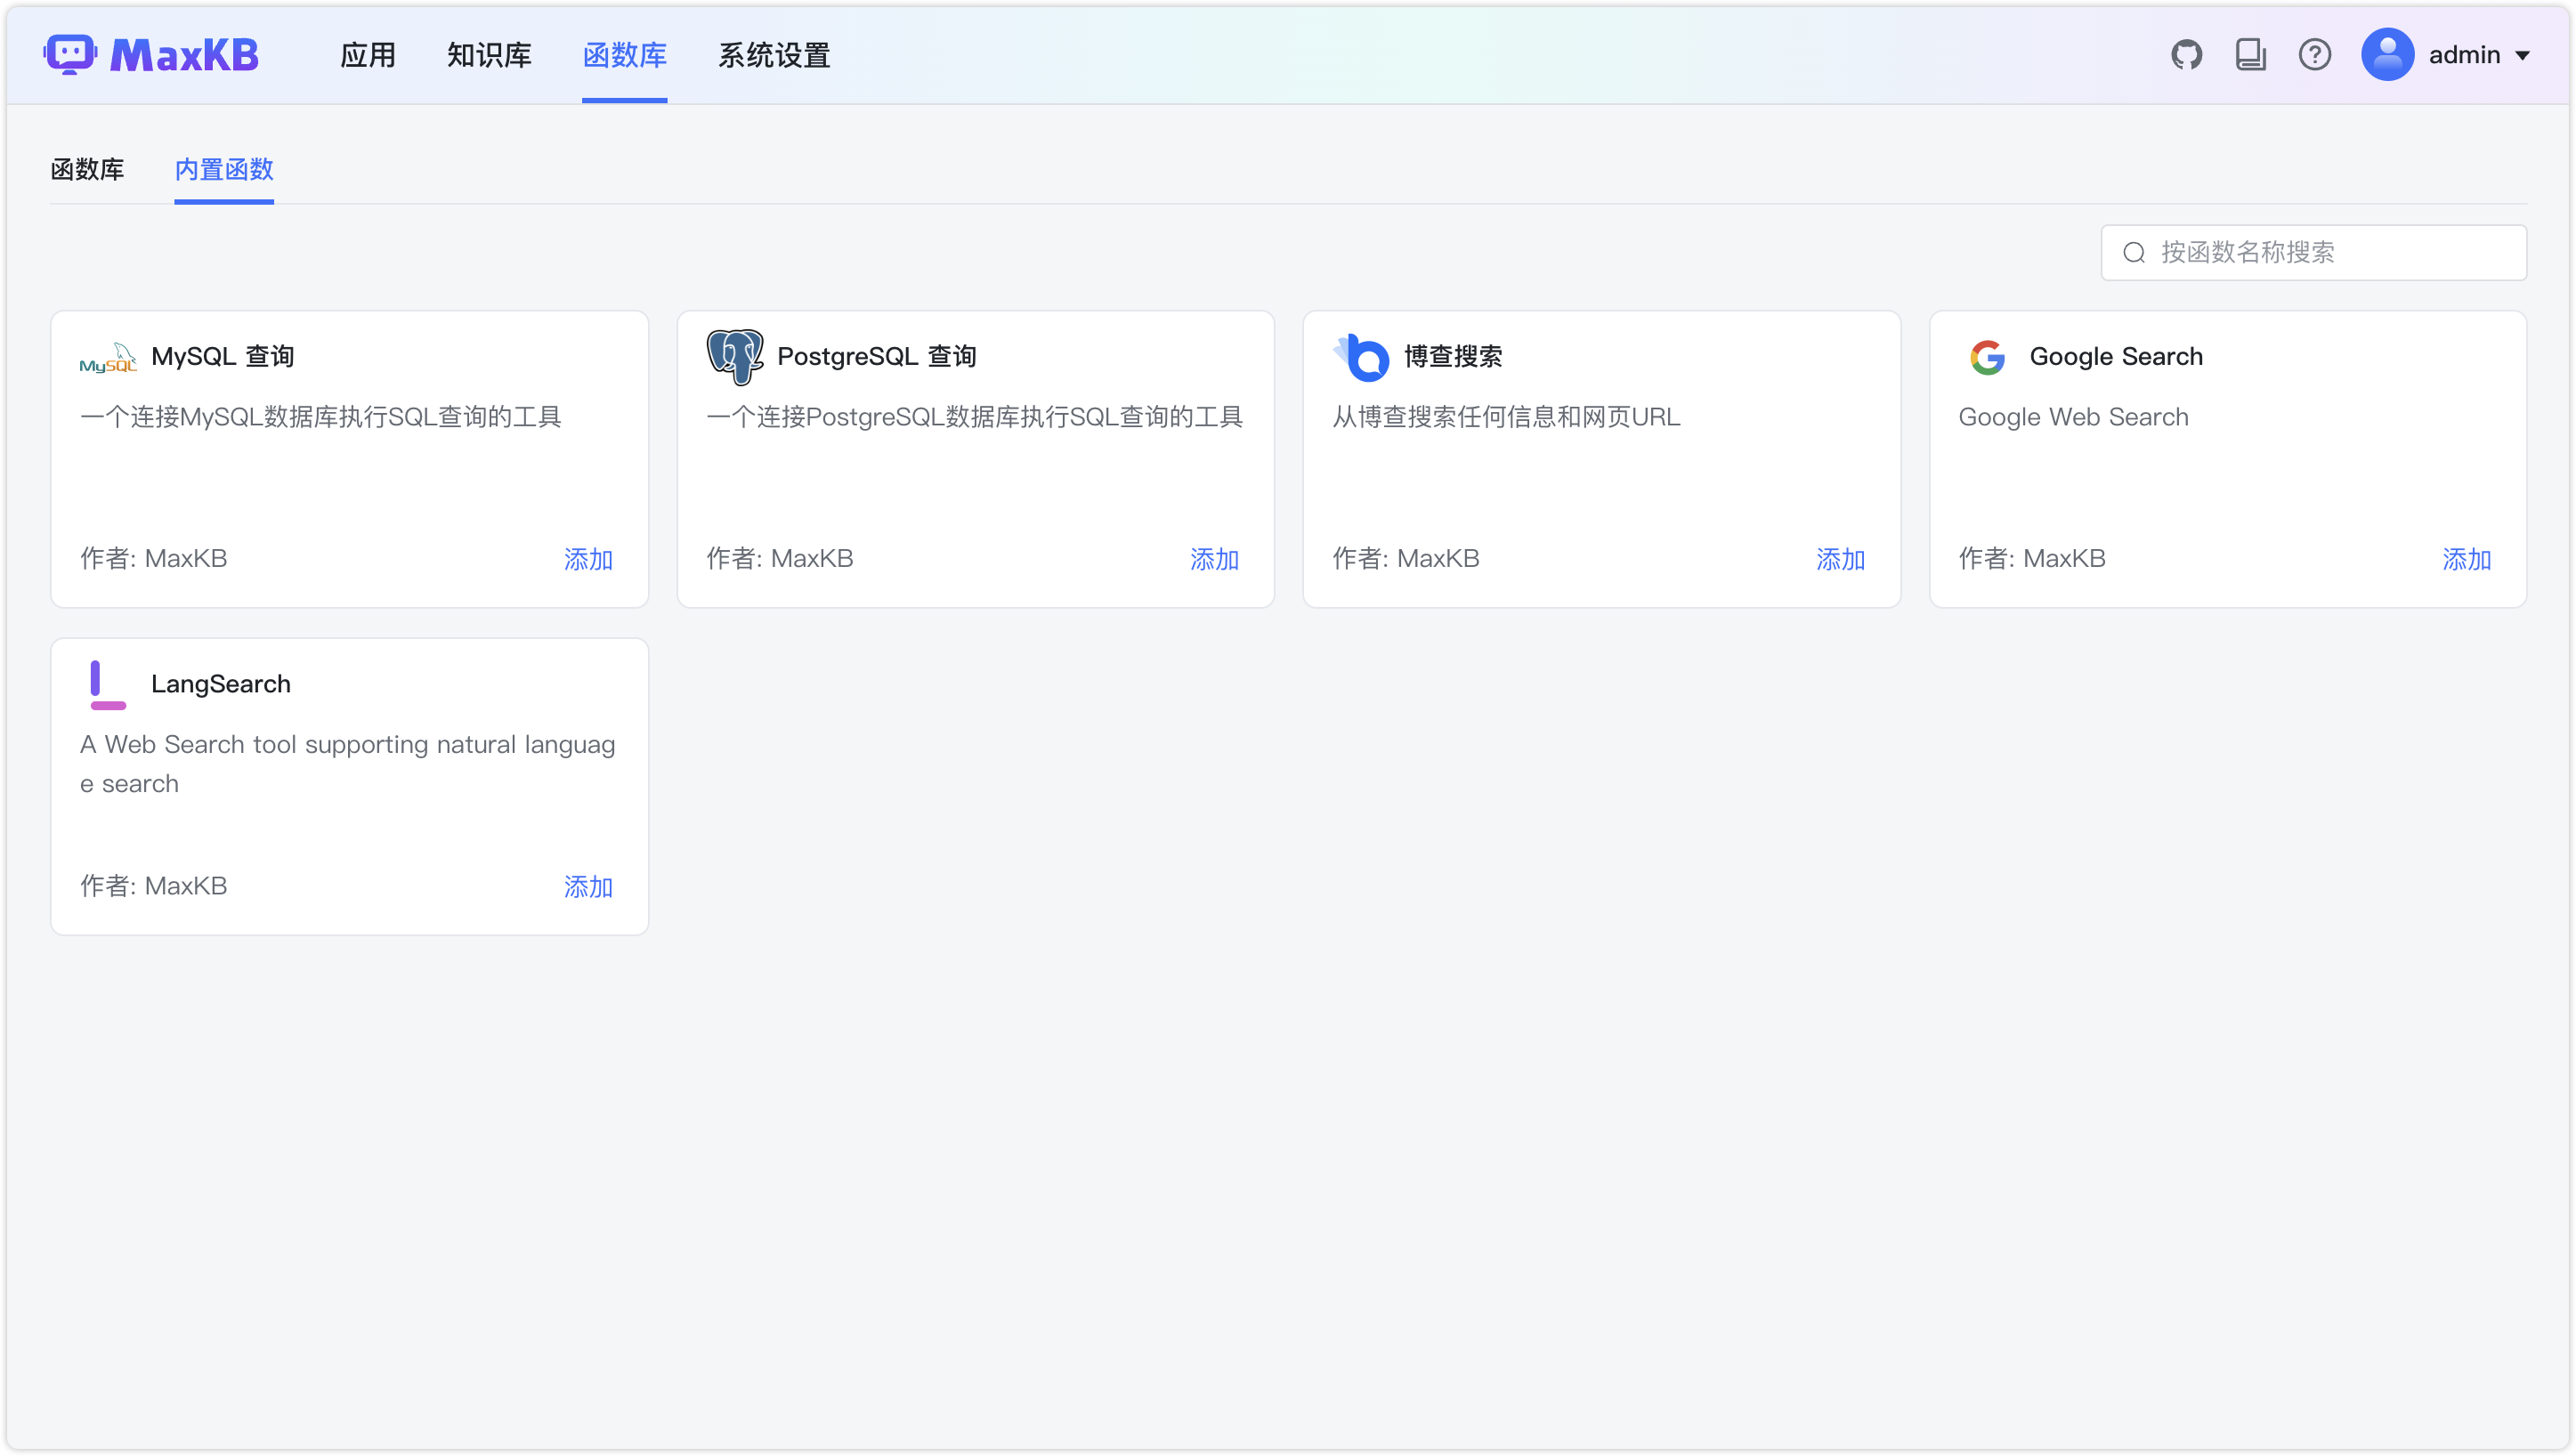 MaxKB
应用 知识库 函数库 系统设置
admin
函数库 内置函数
按函数名称搜索
MySQL MySQL 查询
一个连接MySQL数据库执行SQL查询的工具
作者: MaxKB 添加
PostgreSQL 查询
一个连接PostgreSQL数据库执行SQL查询的工具
作者: MaxKB 添加
博查搜索
从博查搜索任何信息和网页URL
作者: MaxKB 添加
Google Search
Google Web Search
作者: MaxKB 添加
LangSearch
A Web Search tool supporting natural languag
e search
作者: MaxKB 添加